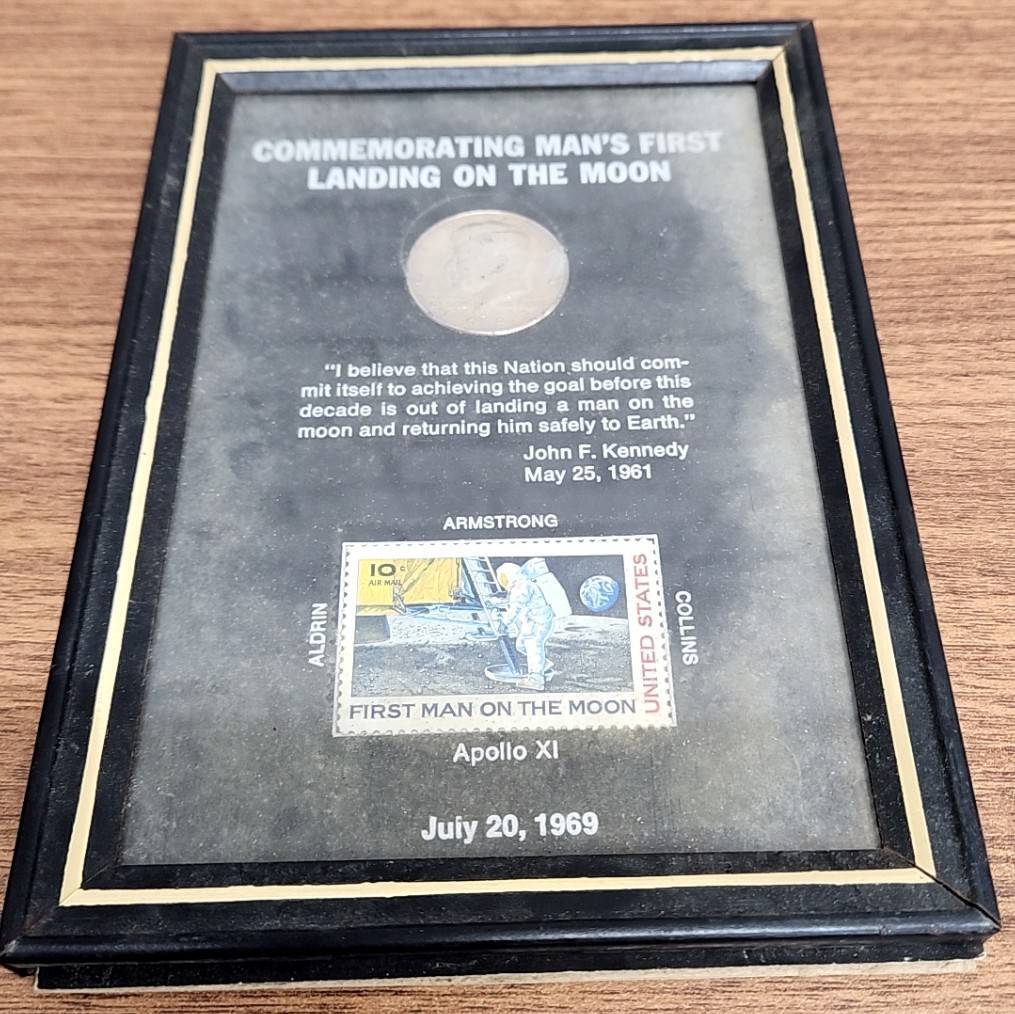 COMMEMORATING MAN'S FIRST
LANDING ON THE MOON
"I believe that this Nation should com-
mit itself to achieving the goal before this
decade is out of landing a man on the
moon and returning him safely to Earth."
John F. Kennedy
May 25, 1961
ARMSTRONG
ALDRIN
COLLINS
10c
AIR MAIL
UNITED STATES
FIRST MAN ON THE MOON
Apollo XI
July 20, 1969